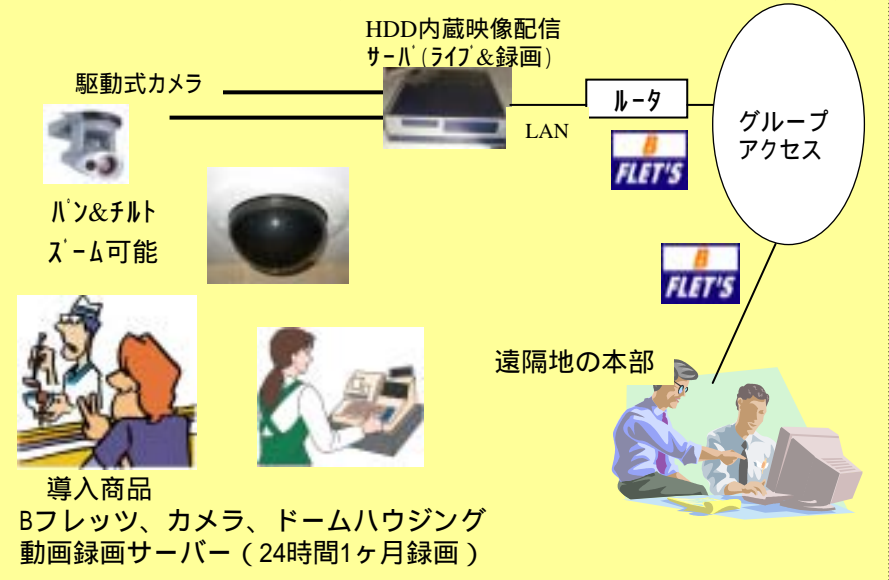 HDD内蔵映像配信
ｻｰﾊﾞ(ﾗｲﾌﾞ&録画)
駆動式カメラ
ルータ
LAN
グループ
アクセス
B
FLET'S
ﾊﾟﾝ&ﾁﾙﾄ
ｽﾞｰﾑ可能
B
FLET'S
遠隔地の本部
導入商品
Bフレッツ、カメラ、ドームハウジング
動画録画サーバー（24時間1ヶ月録画）